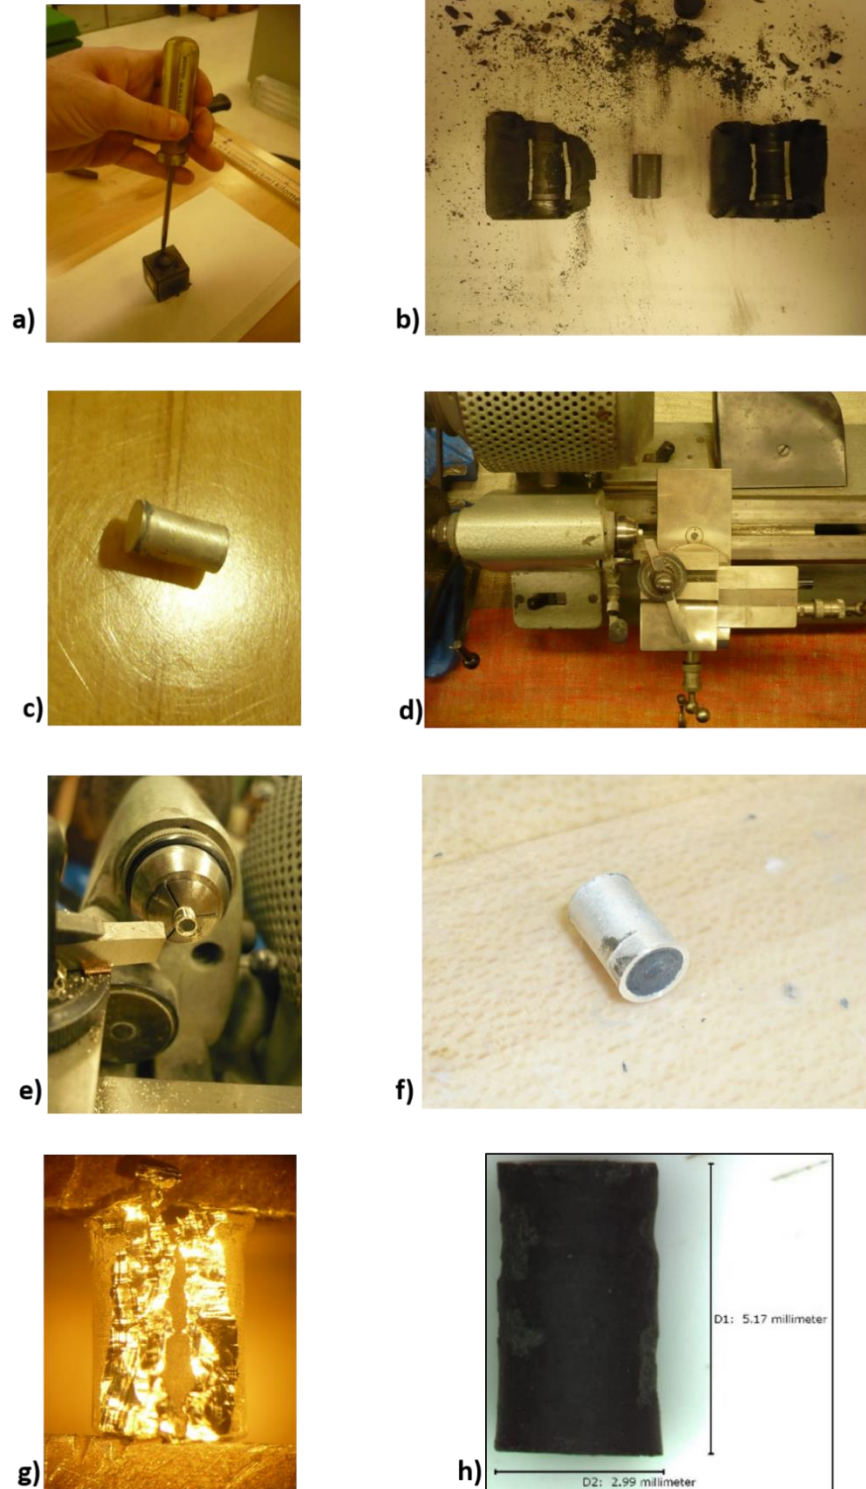 a)
b)
c)
d)
e)
f)
g)
D1: 5.17 millimeter
h)
D2: 2.99 millimeter